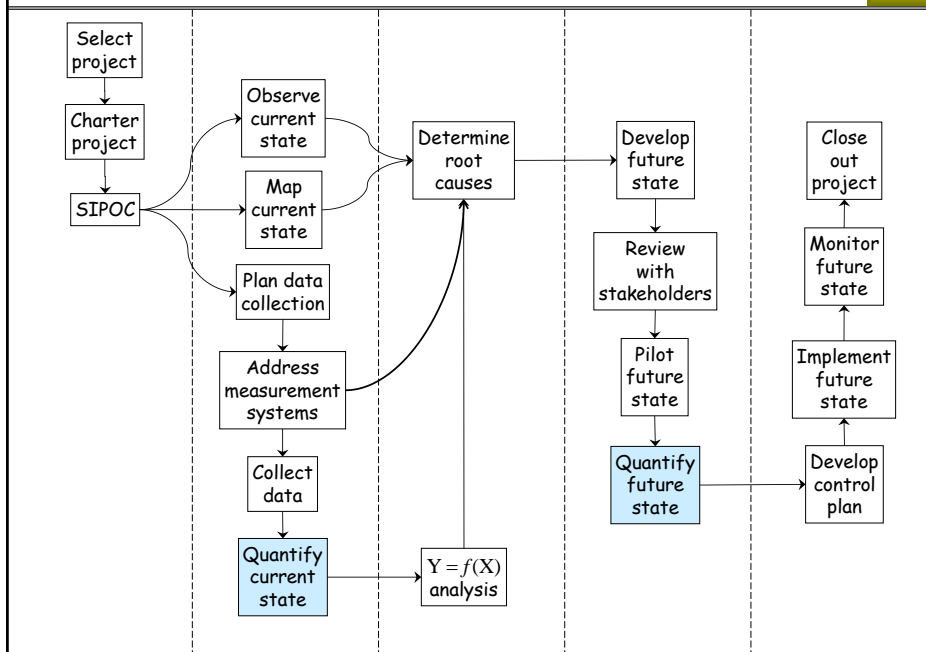 Select
project
Charter
project
SIPOC
Observe
current
state
Map
current
state
Plan data
collection
Address
measurement
systems
Collect
data
Quantify
current
state
Determine
root
causes
Y = f(X)
analysis
Develop
future
state
Review
with
stakeholders
Pilot
future
state
Quantify
future
state
Close
out
project
Monitor
future
state
Implement
future
state
Develop
control
plan